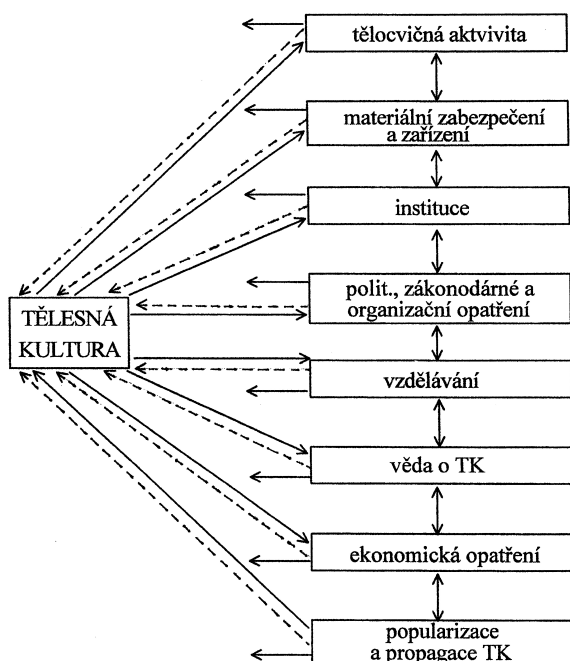 tělocvičná aktvivita
materiální zabezpečení
a zařízení
instituce
polit., zákonodárné a
organizační opatření
TĚLESNÁ
KULTURA
vzdělávání
věda o TK
ekonomická opatření
popularizace
a propagace TK